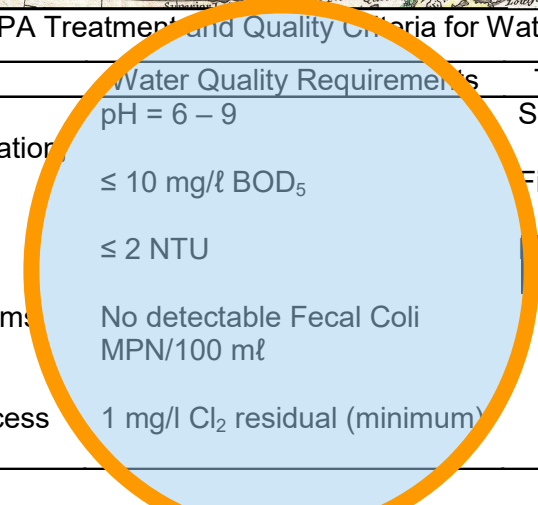 PA Treatment and Quality Criteria for Wat
Water Quality Requirements T
pH = 6 – 9 S
ation,
≤ 10 mg/ℓ BOD₅ Fi
≤ 2 NTU
ms No detectable Fecal Coli
MPN/100 mℓ
cess 1 mg/l Cl₂ residual (minimum)